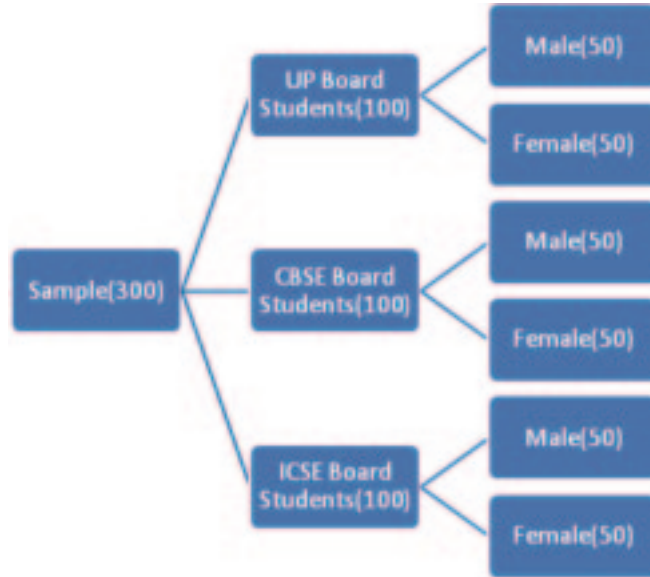 Sample(300)
UP Board
Students(100)
Male(50)
Female(50)
CBSE Board
Students(100)
Male(50)
Female(50)
ICSE Board
Students(100)
Male(50)
Female(50)